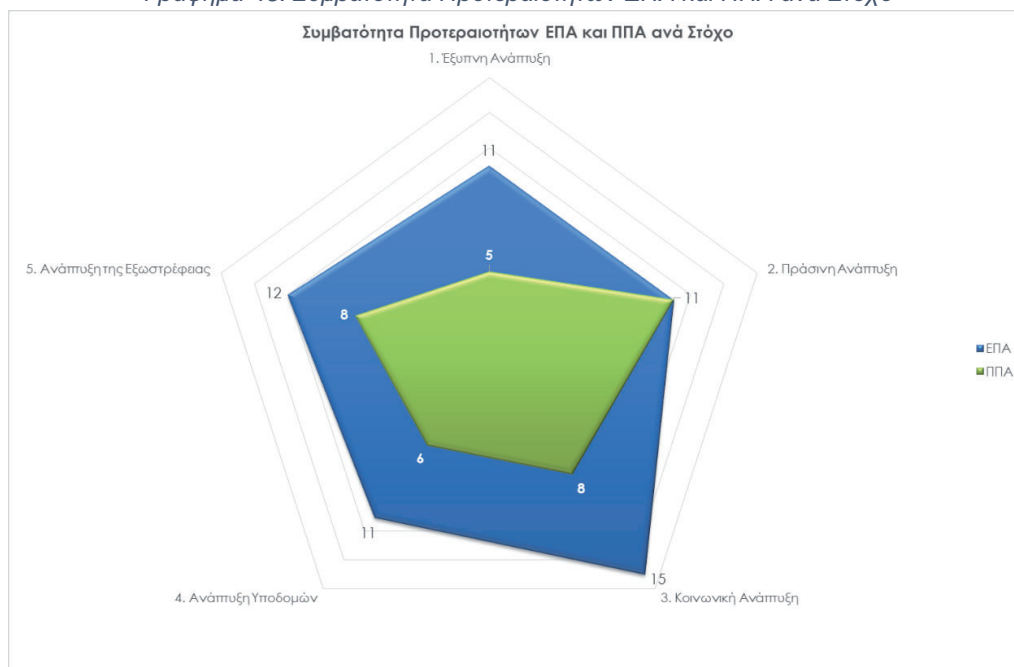 Συμβατότητα Προτεραιοτήτων ΕΠΑ και ΠΠΑ ανά Στόχο
1. Έξυπνη Ανάπτυξη
11
5
5. Ανάπτυξη της Εξωστρέφειας
2. Πράσινη Ανάπτυξη
12
11
8
ΕΠΑ
ΠΠΑ
6
8
11
15
4. Ανάπτυξη Υποδομών
3. Κοινωνική Ανάπτυξη